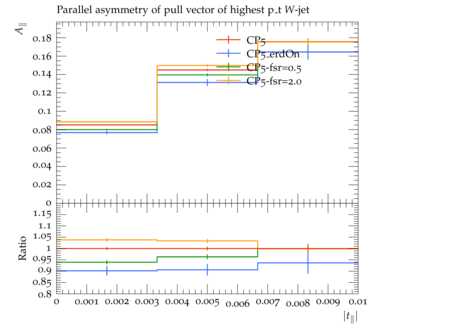 Parallel asymmetry of pull vector of highest p_t W-jet
A∥
0.18
0.16
0.14
0.12
0.1
0.08
0.06
0.04
0.02
0
CP5
CP5_erdOn
CP5-fsr=0.5
CP5-fsr=2.0
Ratio
1.15
1.1
1.05
1
0.95
0.9
0.85
0.8
0 0.001 0.002 0.003 0.004 0.005 0.006 0.007 0.008 0.009 0.01
|t∥|